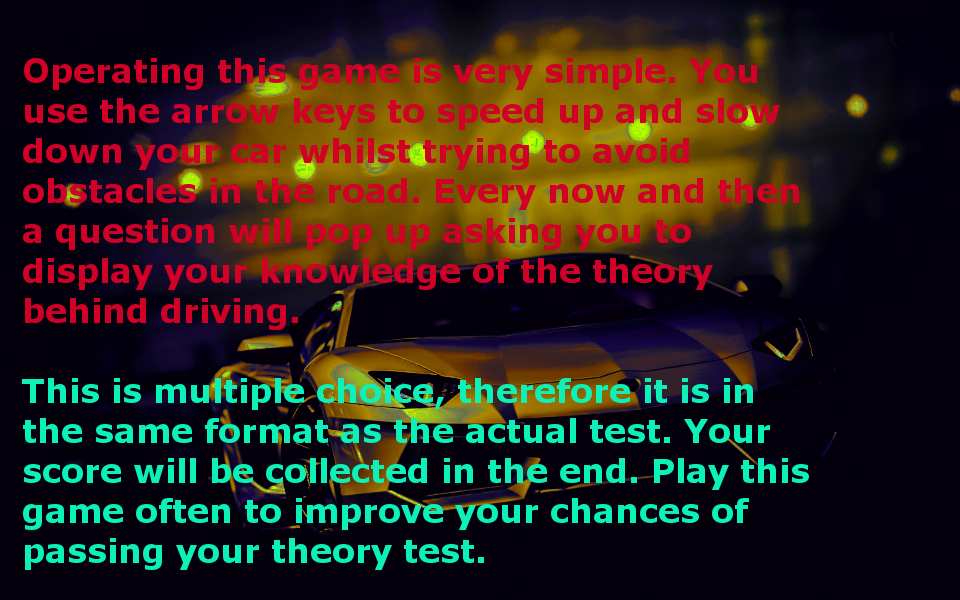 Operating this game is very simple. You
use the arrow keys to speed up and slow
down your car whilst trying to avoid
obstacles in the road. Every now and then
a question will pop up asking you to
display your knowledge of the theory
behind driving.
This is multiple choice, therefore it is in
the same format as the actual test. Your
score will be collected in the end. Play this
game often to improve your chances of
passing your theory test.